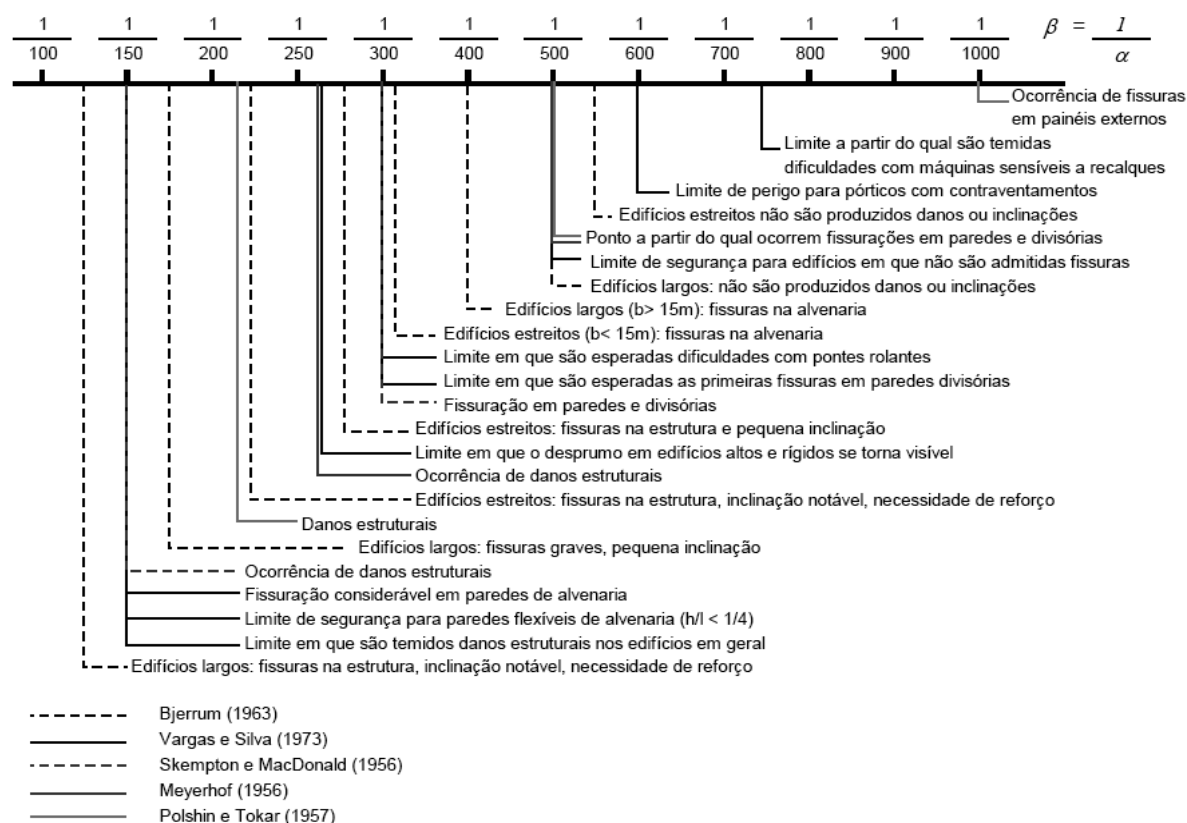 1 1 1 1 1 1 1 1 1 1 1 1 β = 1
100 150 200 250 300 400 500 600 700 800 900 1000 α
Ocorrência de fissuras
em painéis externos
Limite a partir do qual são temidas
dificuldades com máquinas sensíveis a recalques
Limite de perigo para pórticos com contraventamentos
Edifícios estreitos não são produzidos danos ou inclinações
Ponto a partir do qual ocorrem fissurações em paredes e divisórias
Limite de segurança para edifícios em que não são admitidas fissuras
Edifícios largos: não são produzidos danos ou inclinações
Edifícios largos (b> 15m): fissuras na alvenaria
Edifícios estreitos (b< 15m): fissuras na alvenaria
Limite em que são esperadas dificuldades com pontes rolantes
Limite em que são esperadas as primeiras fissuras em paredes divisórias
Fissuração em paredes e divisórias
Edifícios estreitos: fissuras na estrutura e pequena inclinação
Limite em que o desprumo em edifícios altos e rígidos se torna visível
Ocorrência de danos estruturais
Edifícios estreitos: fissuras na estrutura, inclinação notável, necessidade de reforço
Danos estruturais
Edifícios largos: fissuras graves, pequena inclinação
Ocorrência de danos estruturais
Fissuração considerável em paredes de alvenaria
Limite de segurança para paredes flexíveis de alvenaria (h/l < 1/4)
Limite em que são temidos danos estruturais nos edifícios em geral
Edifícios largos: fissuras na estrutura, inclinação notável, necessidade de reforço
Bjerrum (1963)
Vargas e Silva (1973)
Skempton e MacDonald (1956)
Meyerhof (1956)
Polshin e Tokar (1957)